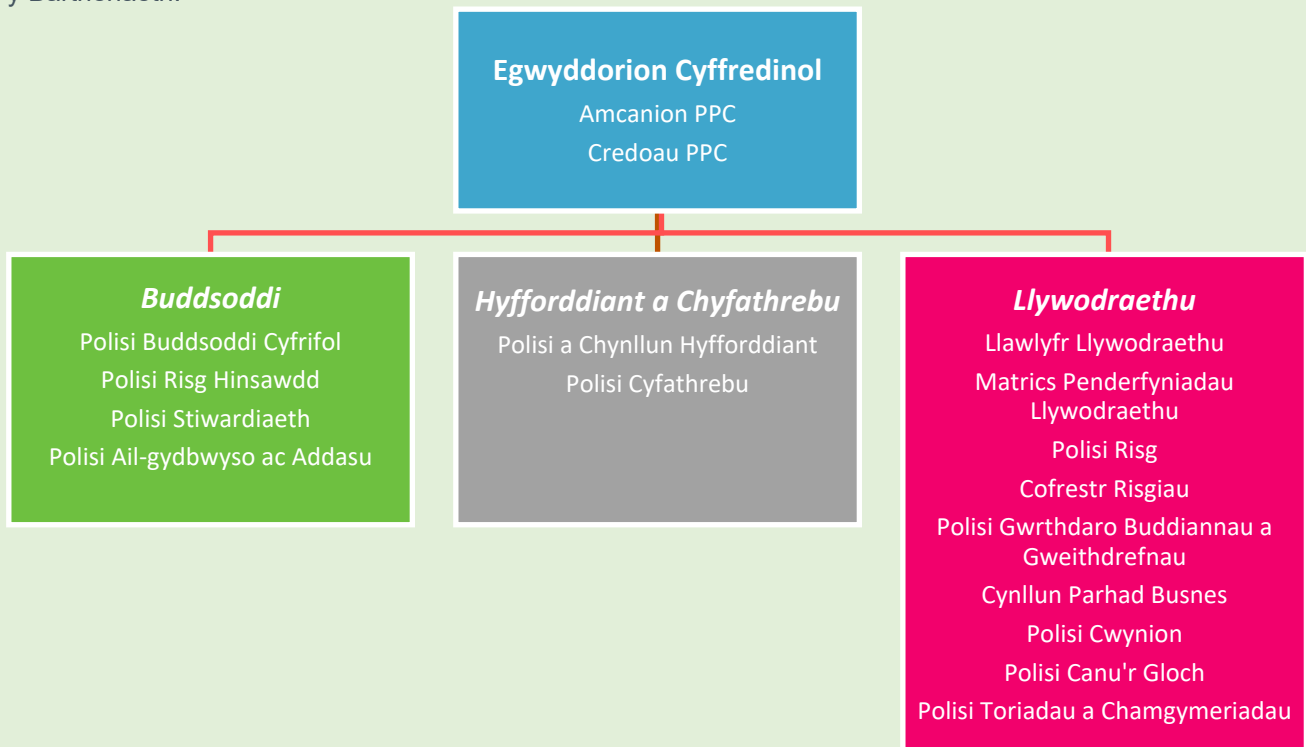 Egwyddorion Cyffredinol
Amcanion PPC
Credoau PPC
Buddsoddi
Polisi Buddsoddi Cyfrifol
Polisi Risg Hinsawdd
Polisi Stiwardiaeth
Polisi Ail-gydbwyso ac Addasu
Hyfforddiant a Chyfathrebu
Polisi a Chynllun Hyfforddiant
Polisi Cyfathrebu
Llywodraethu
Llawlyfr Llywodraethu
Matrics Penderfyniadau
Llywodraethu
Polisi Risg
Cofrestr Risgiau
Polisi Gwrthdaro Buddiannau a
Gweithdrefnau
Cynllun Parhad Busnes
Polisi Cwynion
Polisi Canu'r Gloch
Polisi Toriadau a Chamgymeriadau